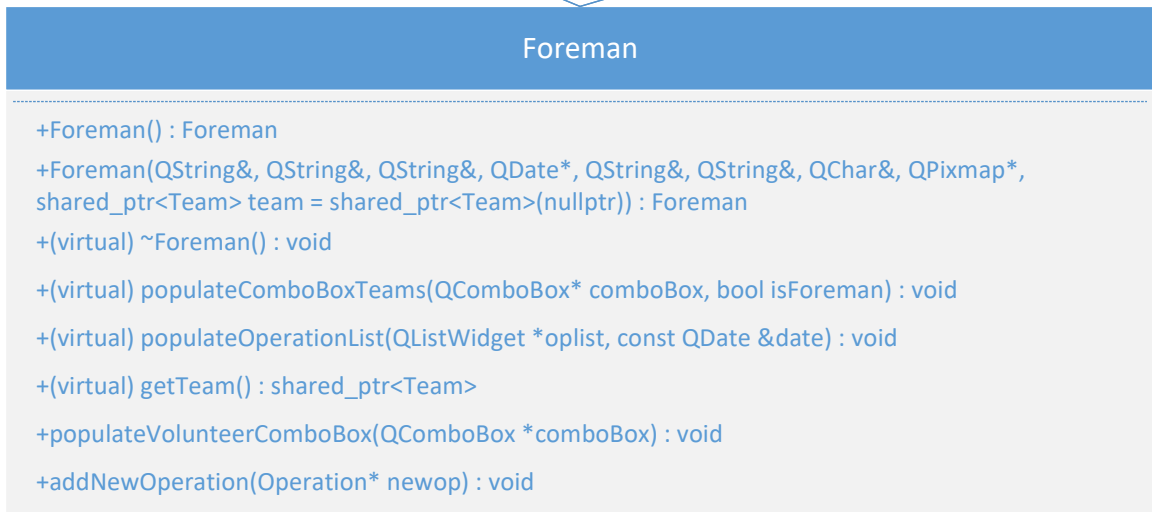 Foreman
+Foreman() : Foreman
+Foreman(QString&, QString&, QString&, QDate*, QString&, QString&, QChar&, QPixmap*,
shared_ptr<Team> team = shared_ptr<Team>(nullptr)) : Foreman
+(virtual) ~Foreman() : void
+(virtual) populateComboBoxTeams(QComboBox* comboBox, bool isForeman) : void
+(virtual) populateOperationList(QListWidget *oplist, const QDate &date) : void
+(virtual) getTeam() : shared_ptr<Team>
+populateVolunteerComboBox(QComboBox *comboBox) : void
+addNewOperation(Operation* newop) : void